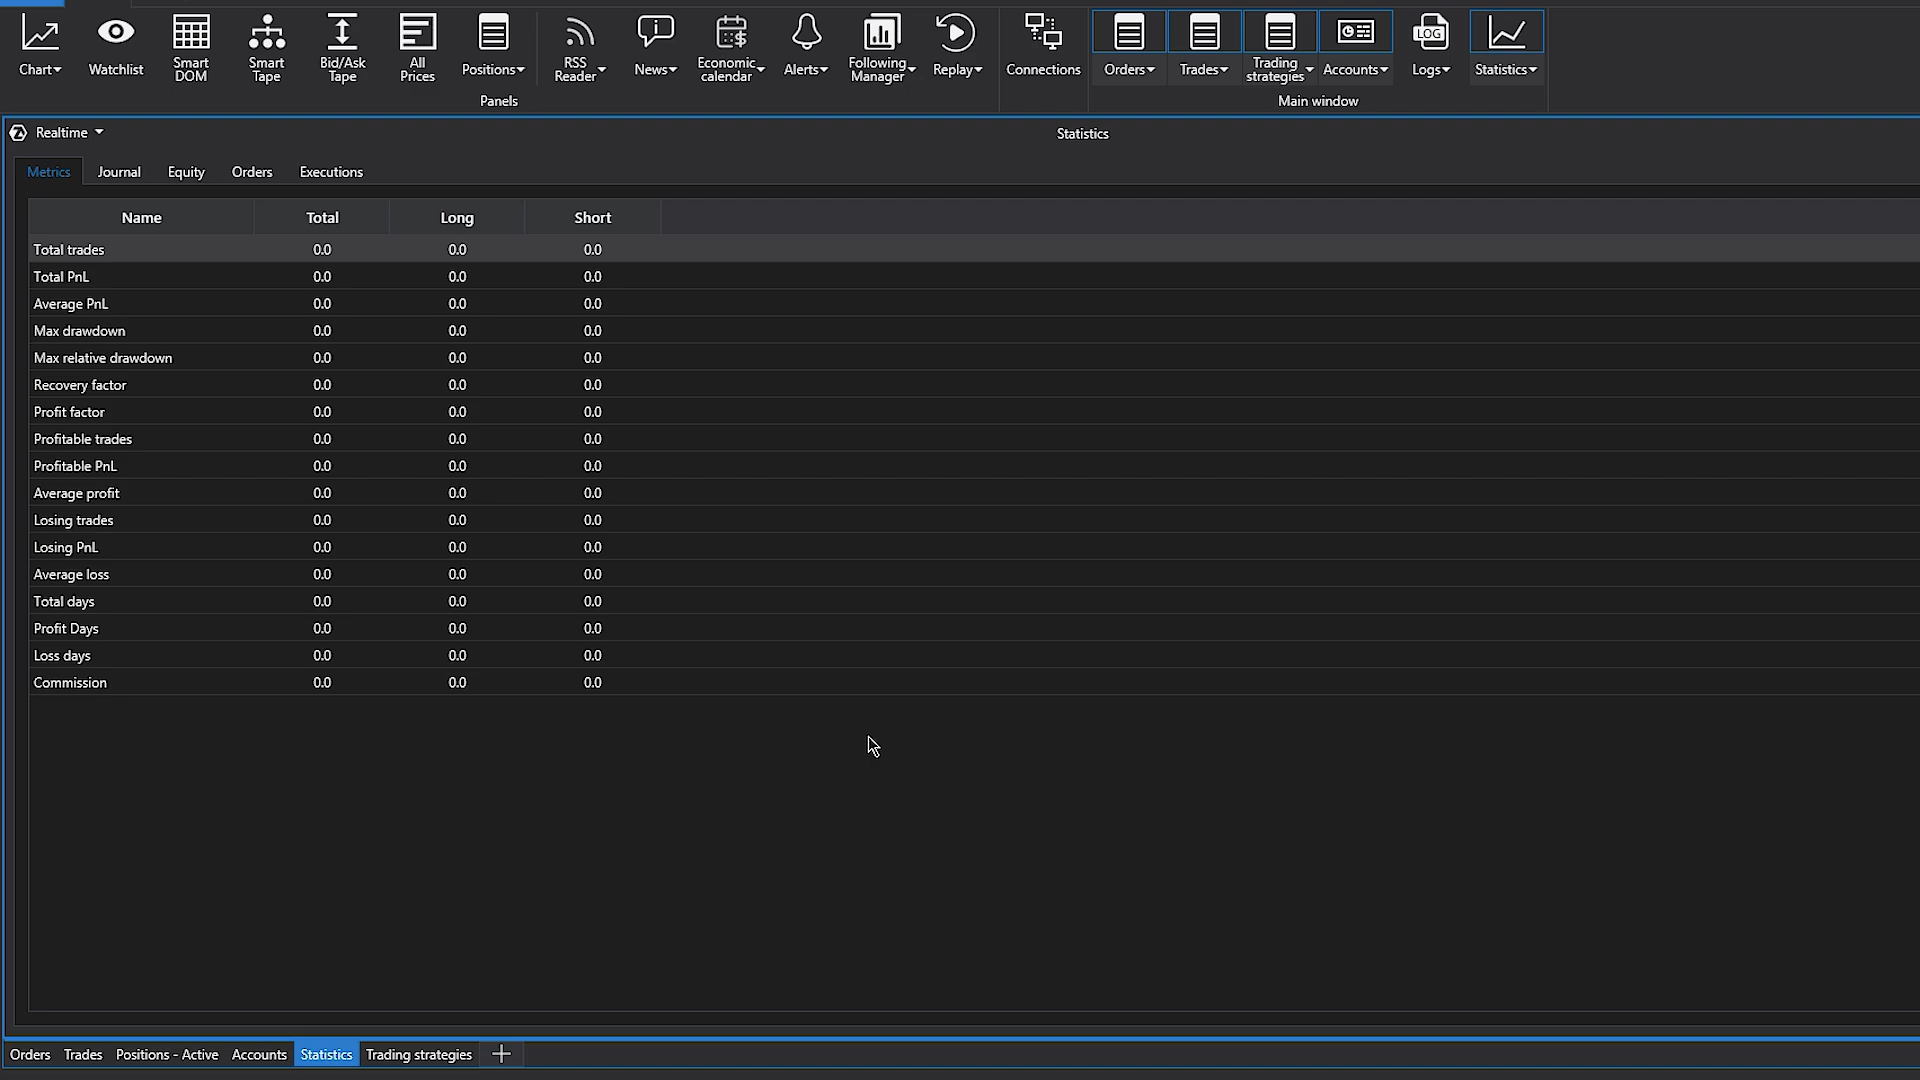 Chart Watchlist Smart DOM Smart Tape Bid/Ask Tape All Prices Positions RSS Reader News Economic calendar Alerts Following Manager Replay Connections Orders Trades Trading strategies Accounts LOG Logs Statistics
Panels Main window
Realtime Statistics
Metrics Journal Equity Orders Executions
Name Total Long Short
Total trades 0.0 0.0 0.0
Total PnL 0.0 0.0 0.0
Average PnL 0.0 0.0 0.0
Max drawdown 0.0 0.0 0.0
Max relative drawdown 0.0 0.0 0.0
Recovery factor 0.0 0.0 0.0
Profit factor 0.0 0.0 0.0
Profitable trades 0.0 0.0 0.0
Profitable PnL 0.0 0.0 0.0
Average profit 0.0 0.0 0.0
Losing trades 0.0 0.0 0.0
Losing PnL 0.0 0.0 0.0
Average loss 0.0 0.0 0.0
Total days 0.0 0.0 0.0
Profit Days 0.0 0.0 0.0
Loss days 0.0 0.0 0.0
Commission 0.0 0.0 0.0
Orders Trades Positions - Active Accounts Statistics Trading strategies +